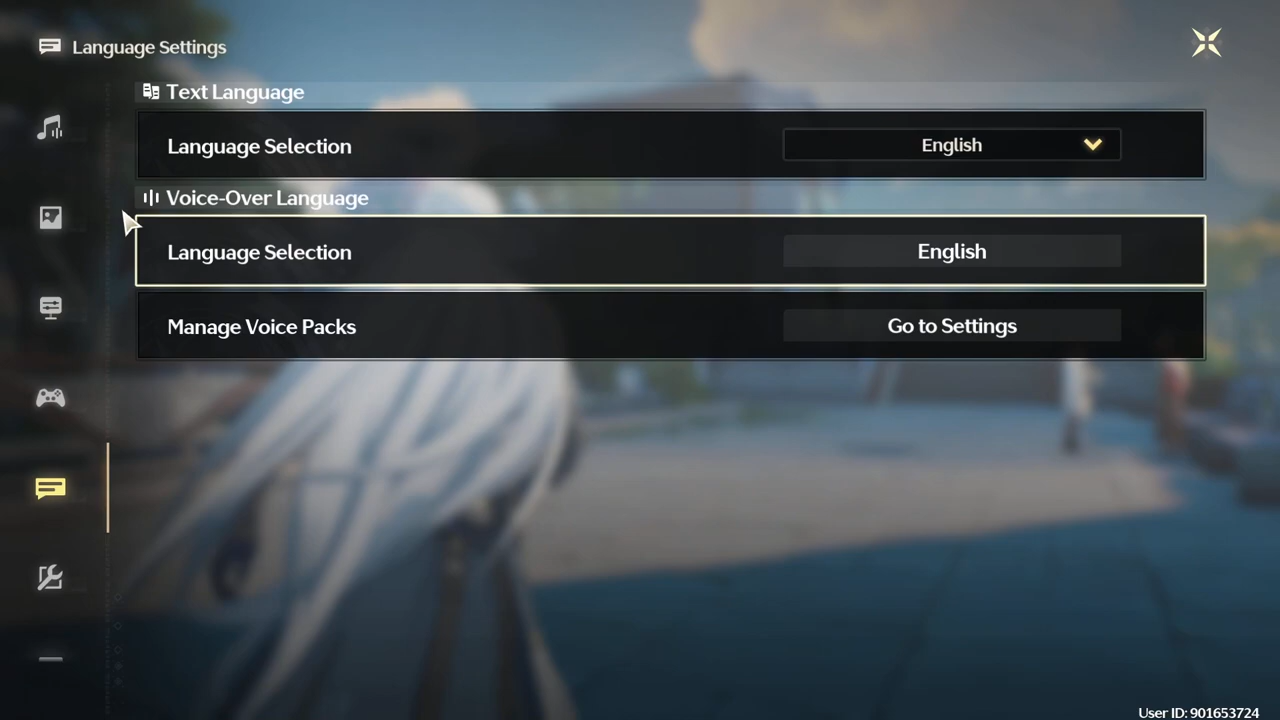 Language Settings
Text Language
Language Selection
English
Voice-Over Language
Language Selection
English
Manage Voice Packs
Go to Settings
User ID: 901653724